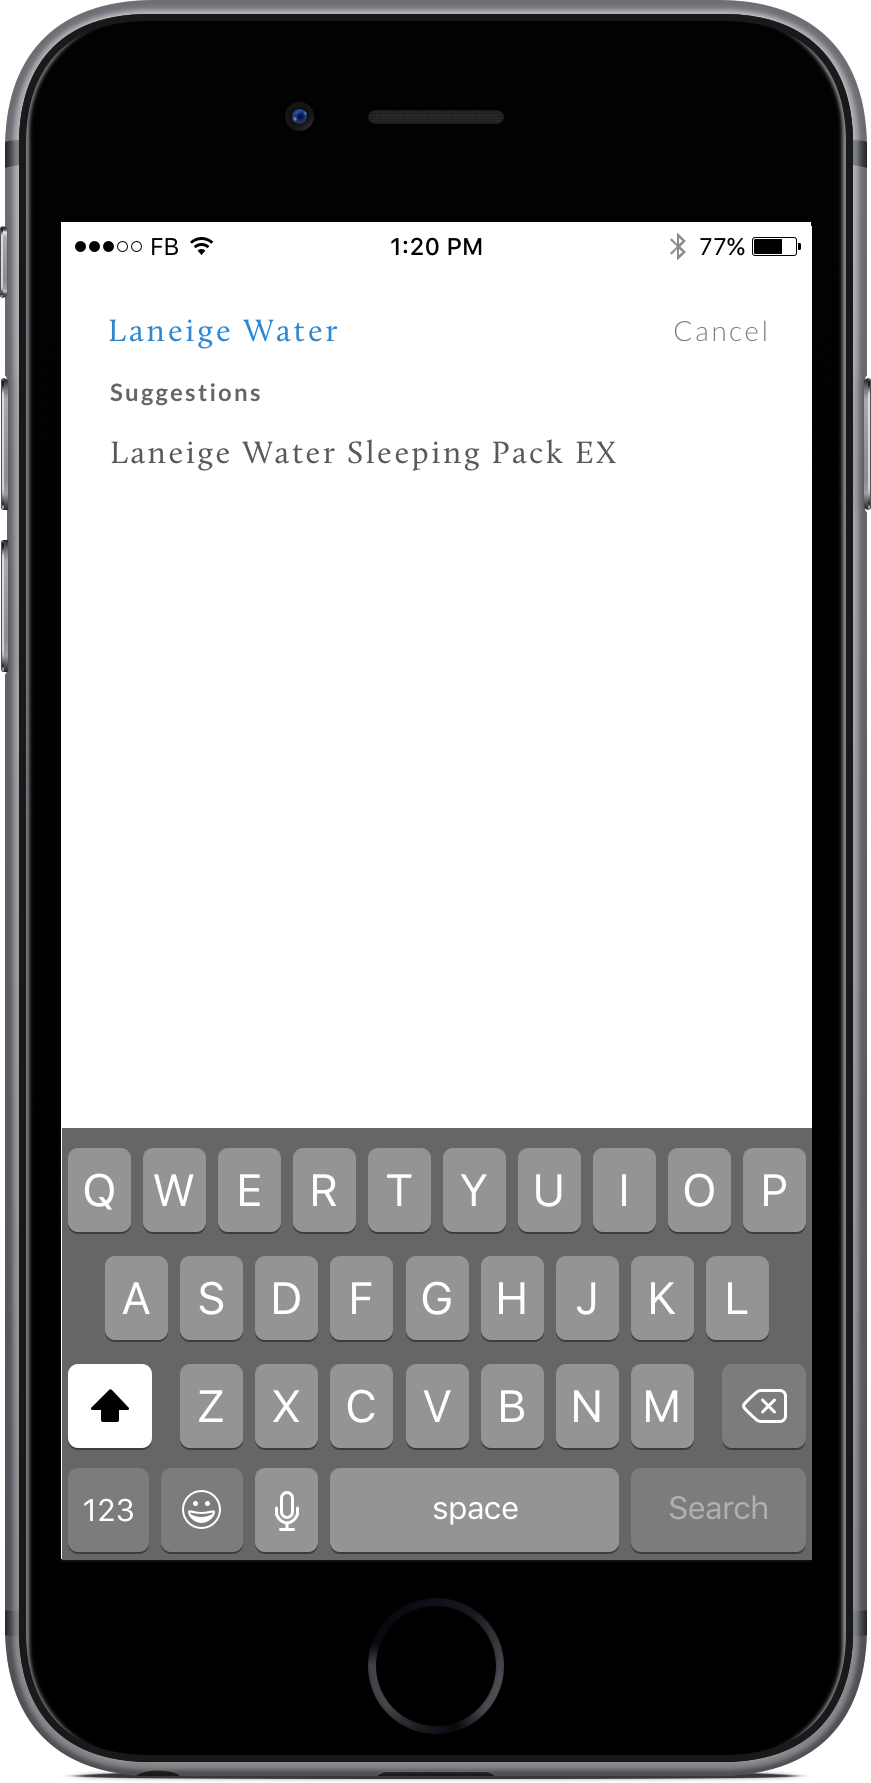 FB 1:20 PM 77%
Laneige Water Cancel
Suggestions
Laneige Water Sleeping Pack EX
Q W E R T Y U I O P
A S D F G H J K L
Z X C V B N M
123 space Search